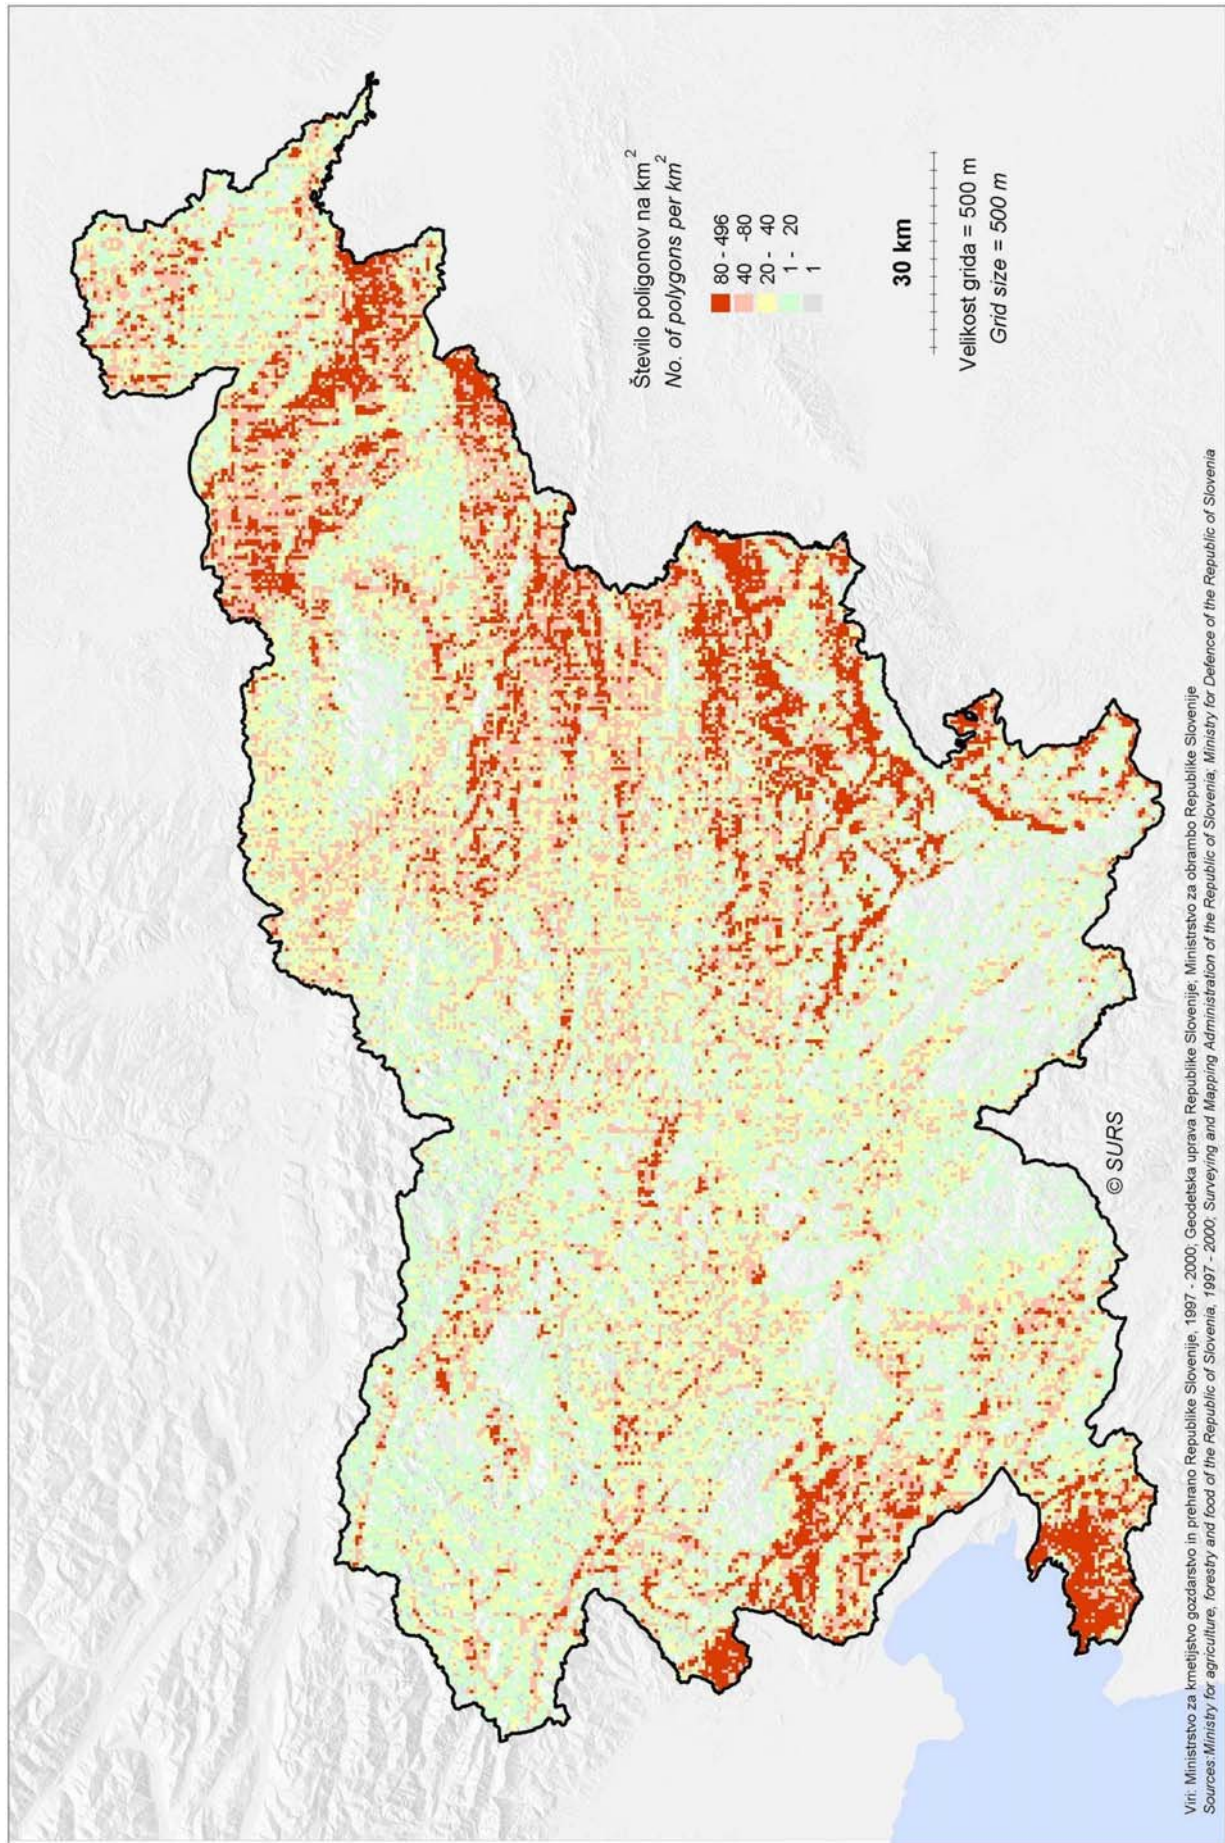 Število poligonov na km²
No. of polygons per km²
80 - 496
40 -80
20 - 40
1 - 20
1
30 km
Velikost grida = 500 m
Grid size = 500 m
© SURS
Viri: Ministrstvo za kmetijstvo gozdarstvo in prehrano Republike Slovenije, 1997 - 2000; Geodetska uprava Republike Slovenije; Ministrstvo za obrambo Republike Slovenije
Sources:Ministry for agriculture, forestry and food of the Republic of Slovenia, 1997 - 2000; Surveying and Mapping Administration of the Republic of Slovenia; Ministry for Defence of the Republic of Slovenia